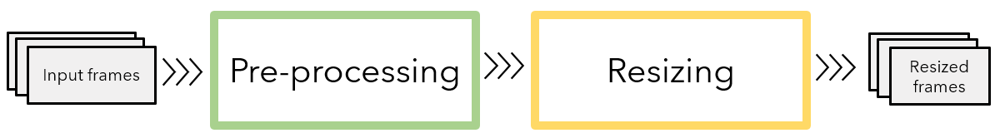 Input frames
Pre-processing
Resizing
Resized
frames